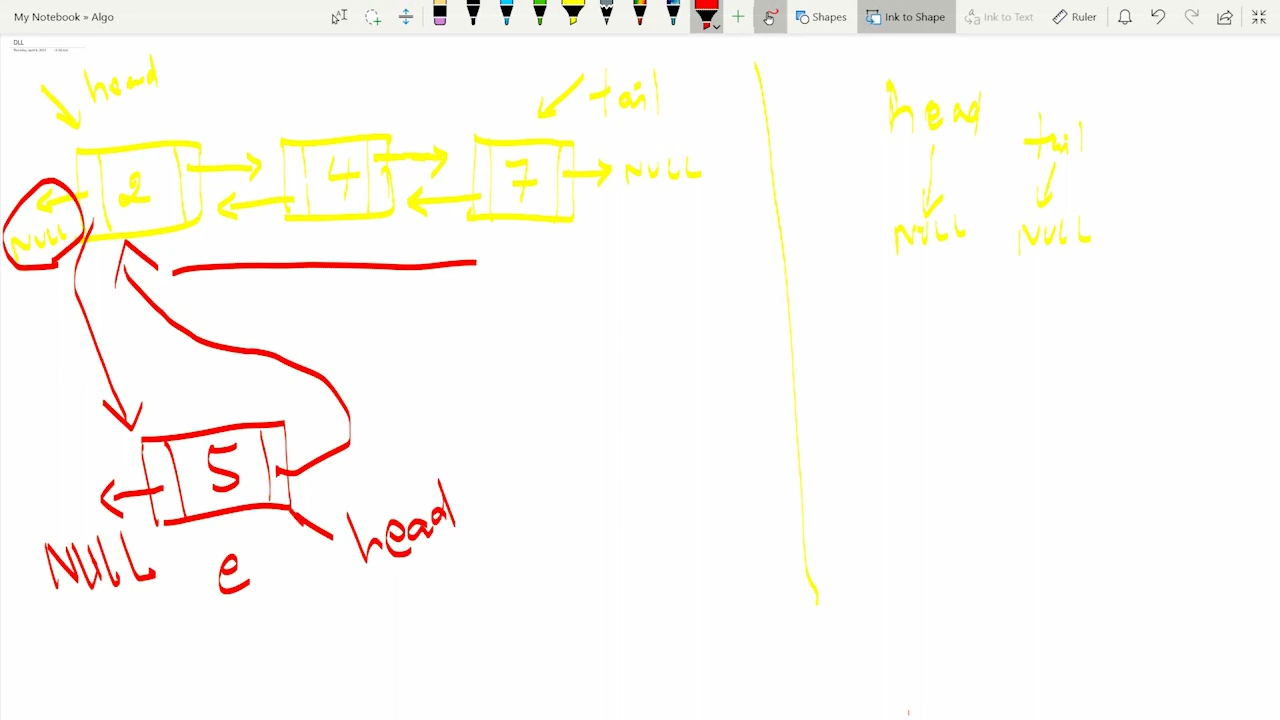 My Notebook » Algo
Shapes
Ink to Shape
Ink to Text
Ruler
DLL
head
tail
2
4
7
NULL
NULL
head
tail
NULL
NULL
5
NULL
e
head